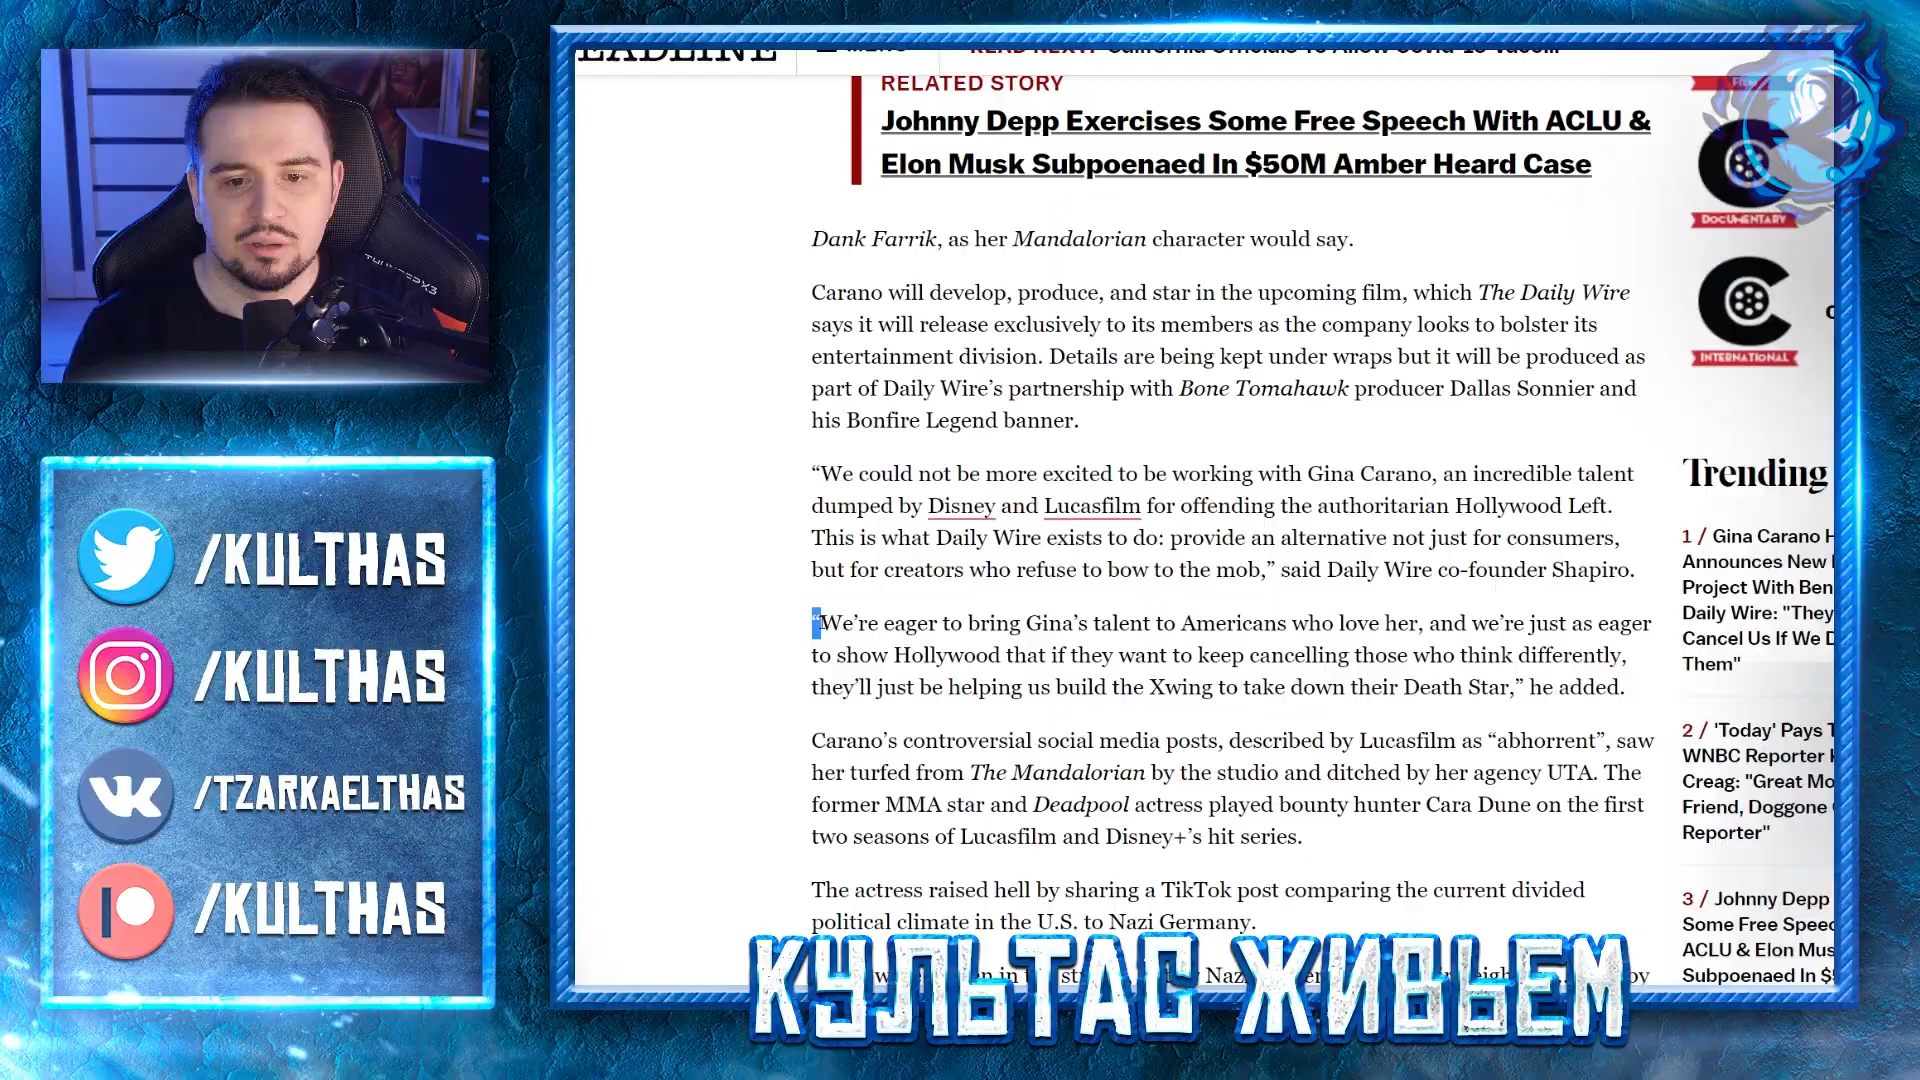 EADLINE
READ NEXT: California Officials To Allow Covid-19 Vaccin...
RELATED STORY
Johnny Depp Exercises Some Free Speech With ACLU &
Elon Musk Subpoenaed In $50M Amber Heard Case
Dank Farrik, as her Mandalorian character would say.
Carano will develop, produce, and star in the upcoming film, which The Daily Wire
says it will release exclusively to its members as the company looks to bolster its
entertainment division. Details are being kept under wraps but it will be produced as
part of Daily Wire’s partnership with Bone Tomahawk producer Dallas Sonnier and
his Bonfire Legend banner.
“We could not be more excited to be working with Gina Carano, an incredible talent
dumped by Disney and Lucasfilm for offending the authoritarian Hollywood Left.
This is what Daily Wire exists to do: provide an alternative not just for consumers,
but for creators who refuse to bow to the mob,” said Daily Wire co-founder Shapiro.
“We’re eager to bring Gina’s talent to Americans who love her, and we’re just as eager
to show Hollywood that if they want to keep cancelling those who think differently,
they’ll just be helping us build the Xwing to take down their Death Star,” he added.
Carano’s controversial social media posts, described by Lucasfilm as “abhorrent”, saw
her turfed from The Mandalorian by the studio and ditched by her agency UTA. The
former MMA star and Deadpool actress played bounty hunter Cara Dune on the first
two seasons of Lucasfilm and Disney+’s hit series.
The actress raised hell by sharing a TikTok post comparing the current divided
political climate in the U.S. to Nazi Germany.
DOCUMENTARY
INTERNATIONAL
Trending
1 / Gina Carano H
Announces New
Project With Ben
Daily Wire: "They
Cancel Us If We D
Them"
2 / 'Today' Pays T
WNBC Reporter
Creag: "Great Mo
Friend, Doggone
Reporter"
3 / Johnny Depp
Some Free Speec
ACLU & Elon Mus
Subpoenaed In $
THUNDERX3
/KULTHAS
/KULTHAS
/TZARKAELTHAS
/KULTHAS
КУЛЬТАС ЖИВЬЕМ